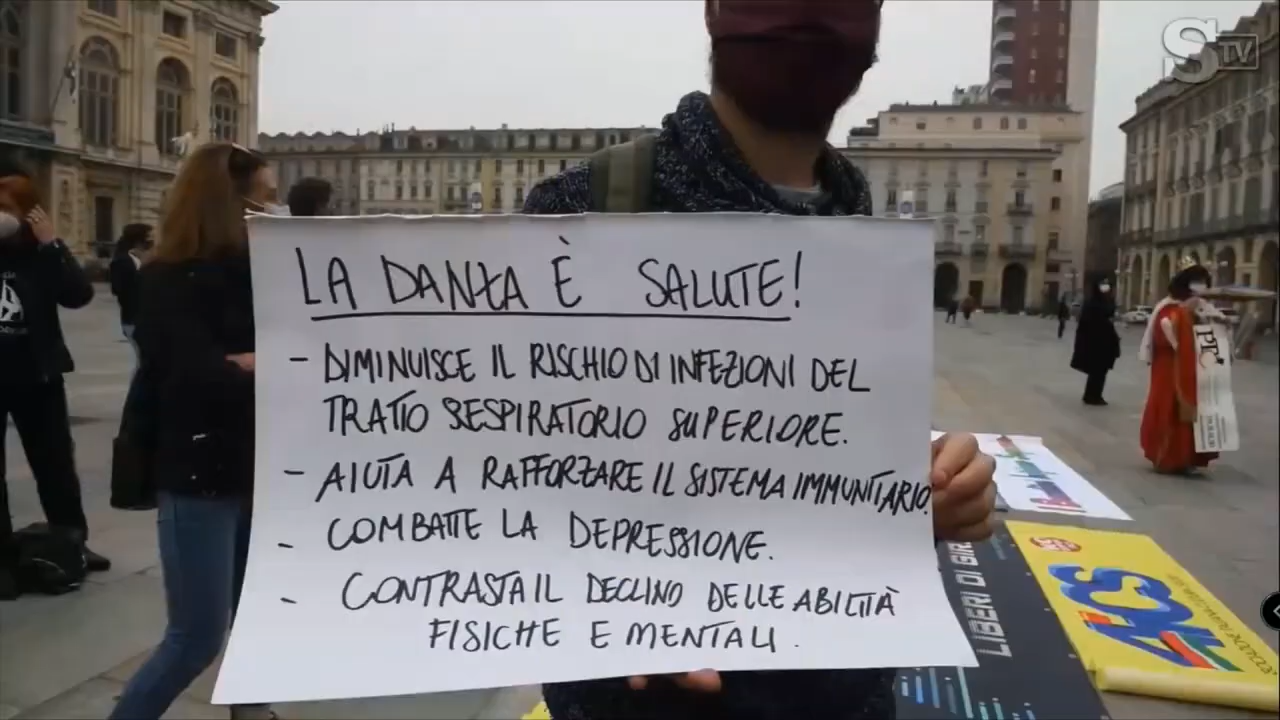 STV
LA DANZA È SALUTE!
- DIMINUISCE IL RISCHIO DI INFEZIONI DEL
TRATTO RESPIRATORIO SUPERIORE.
- AIUTA A RAFFORZARE IL SISTEMA IMMUNITARIO.
- COMBATTE LA DEPRESSIONE.
- CONTRASTA IL DECLINO DELLE ABILITÀ
FISICHE E MENTALI.
LIBERI DI
AICS